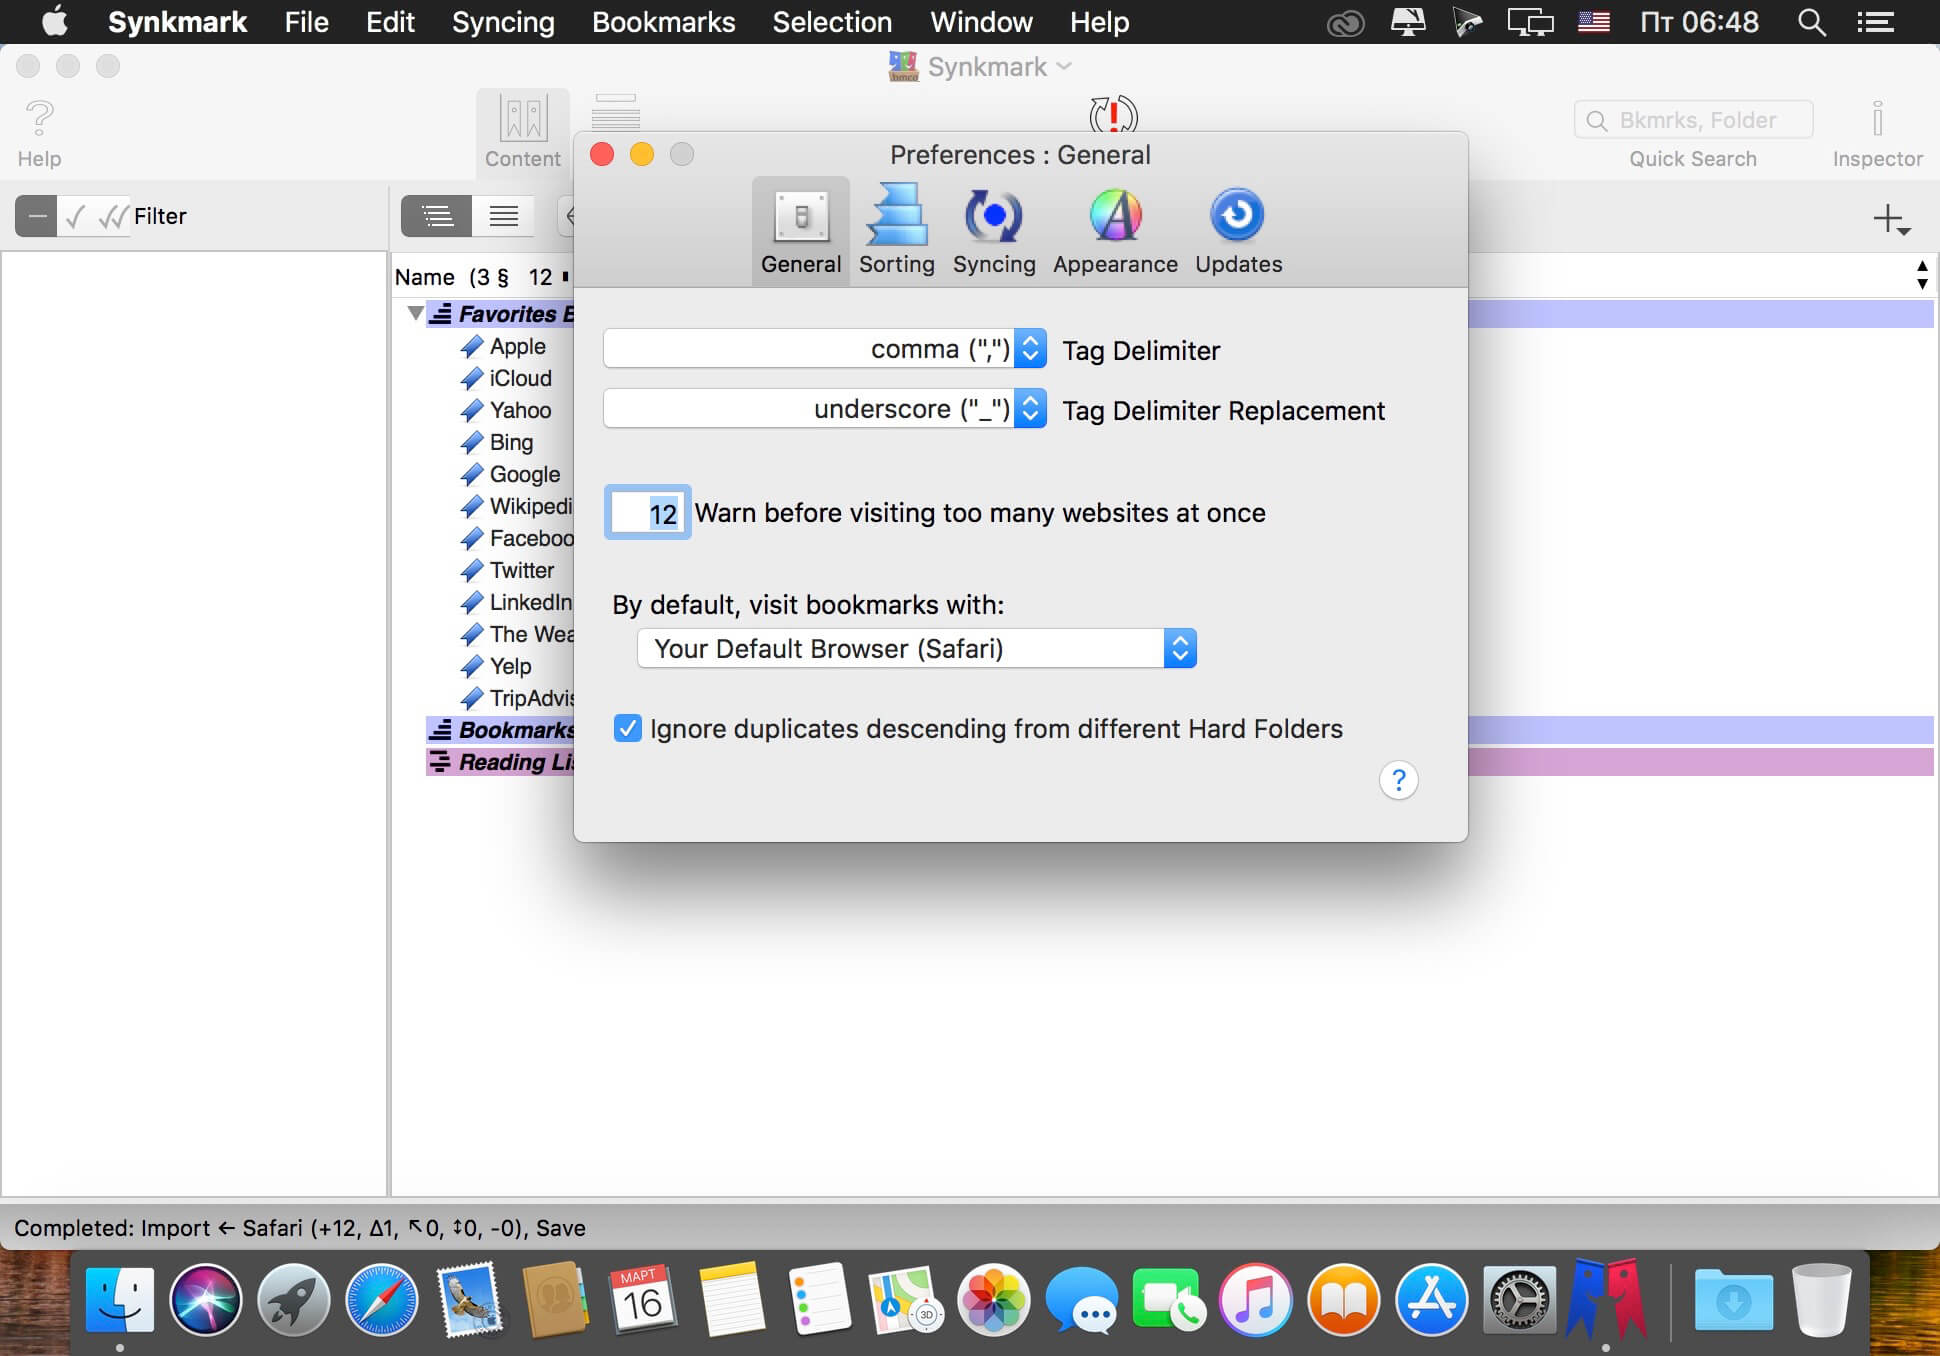 Synkmark File Edit Syncing Bookmarks Selection Window Help Пт 06:48
Synkmark
Help
Content
Bkmrks, Folder
Quick Search
Inspector
Preferences : General
General Sorting Syncing Appearance Updates
Filter
Name (3 § 12
Favorites B
Apple
iCloud
Yahoo
Bing
Google
Wikipedi
Faceboo
Twitter
LinkedIn
The Wea
Yelp
TripAdvis
Bookmarks
Reading Lis
comma (",") Tag Delimiter
underscore ("_") Tag Delimiter Replacement
12 Warn before visiting too many websites at once
By default, visit bookmarks with:
Your Default Browser (Safari)
Ignore duplicates descending from different Hard Folders
?
Completed: Import ← Safari (+12, Δ1, ↖0, ↕0, -0), Save
МАРТ
16
3D